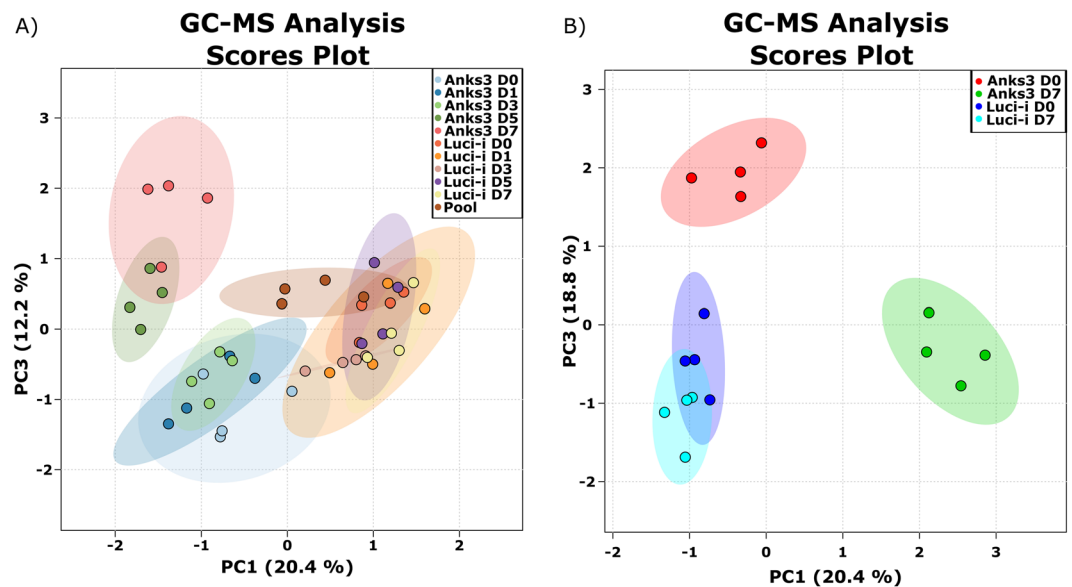 A)
GC-MS Analysis
Scores Plot
Anks3 D0
Anks3 D1
Anks3 D3
Anks3 D5
Anks3 D7
Luci-i D0
Luci-i D1
Luci-i D3
Luci-i D5
Luci-i D7
Pool
PC3 (12.2 %)
3
2
1
0
-1
-2
-2
-1
0
1
2
PC1 (20.4 %)
B)
GC-MS Analysis
Scores Plot
Anks3 D0
Anks3 D7
Luci-i D0
Luci-i D7
PC3 (18.8 %)
3
2
1
0
-1
-2
-2
-1
0
1
2
3
PC1 (20.4 %)